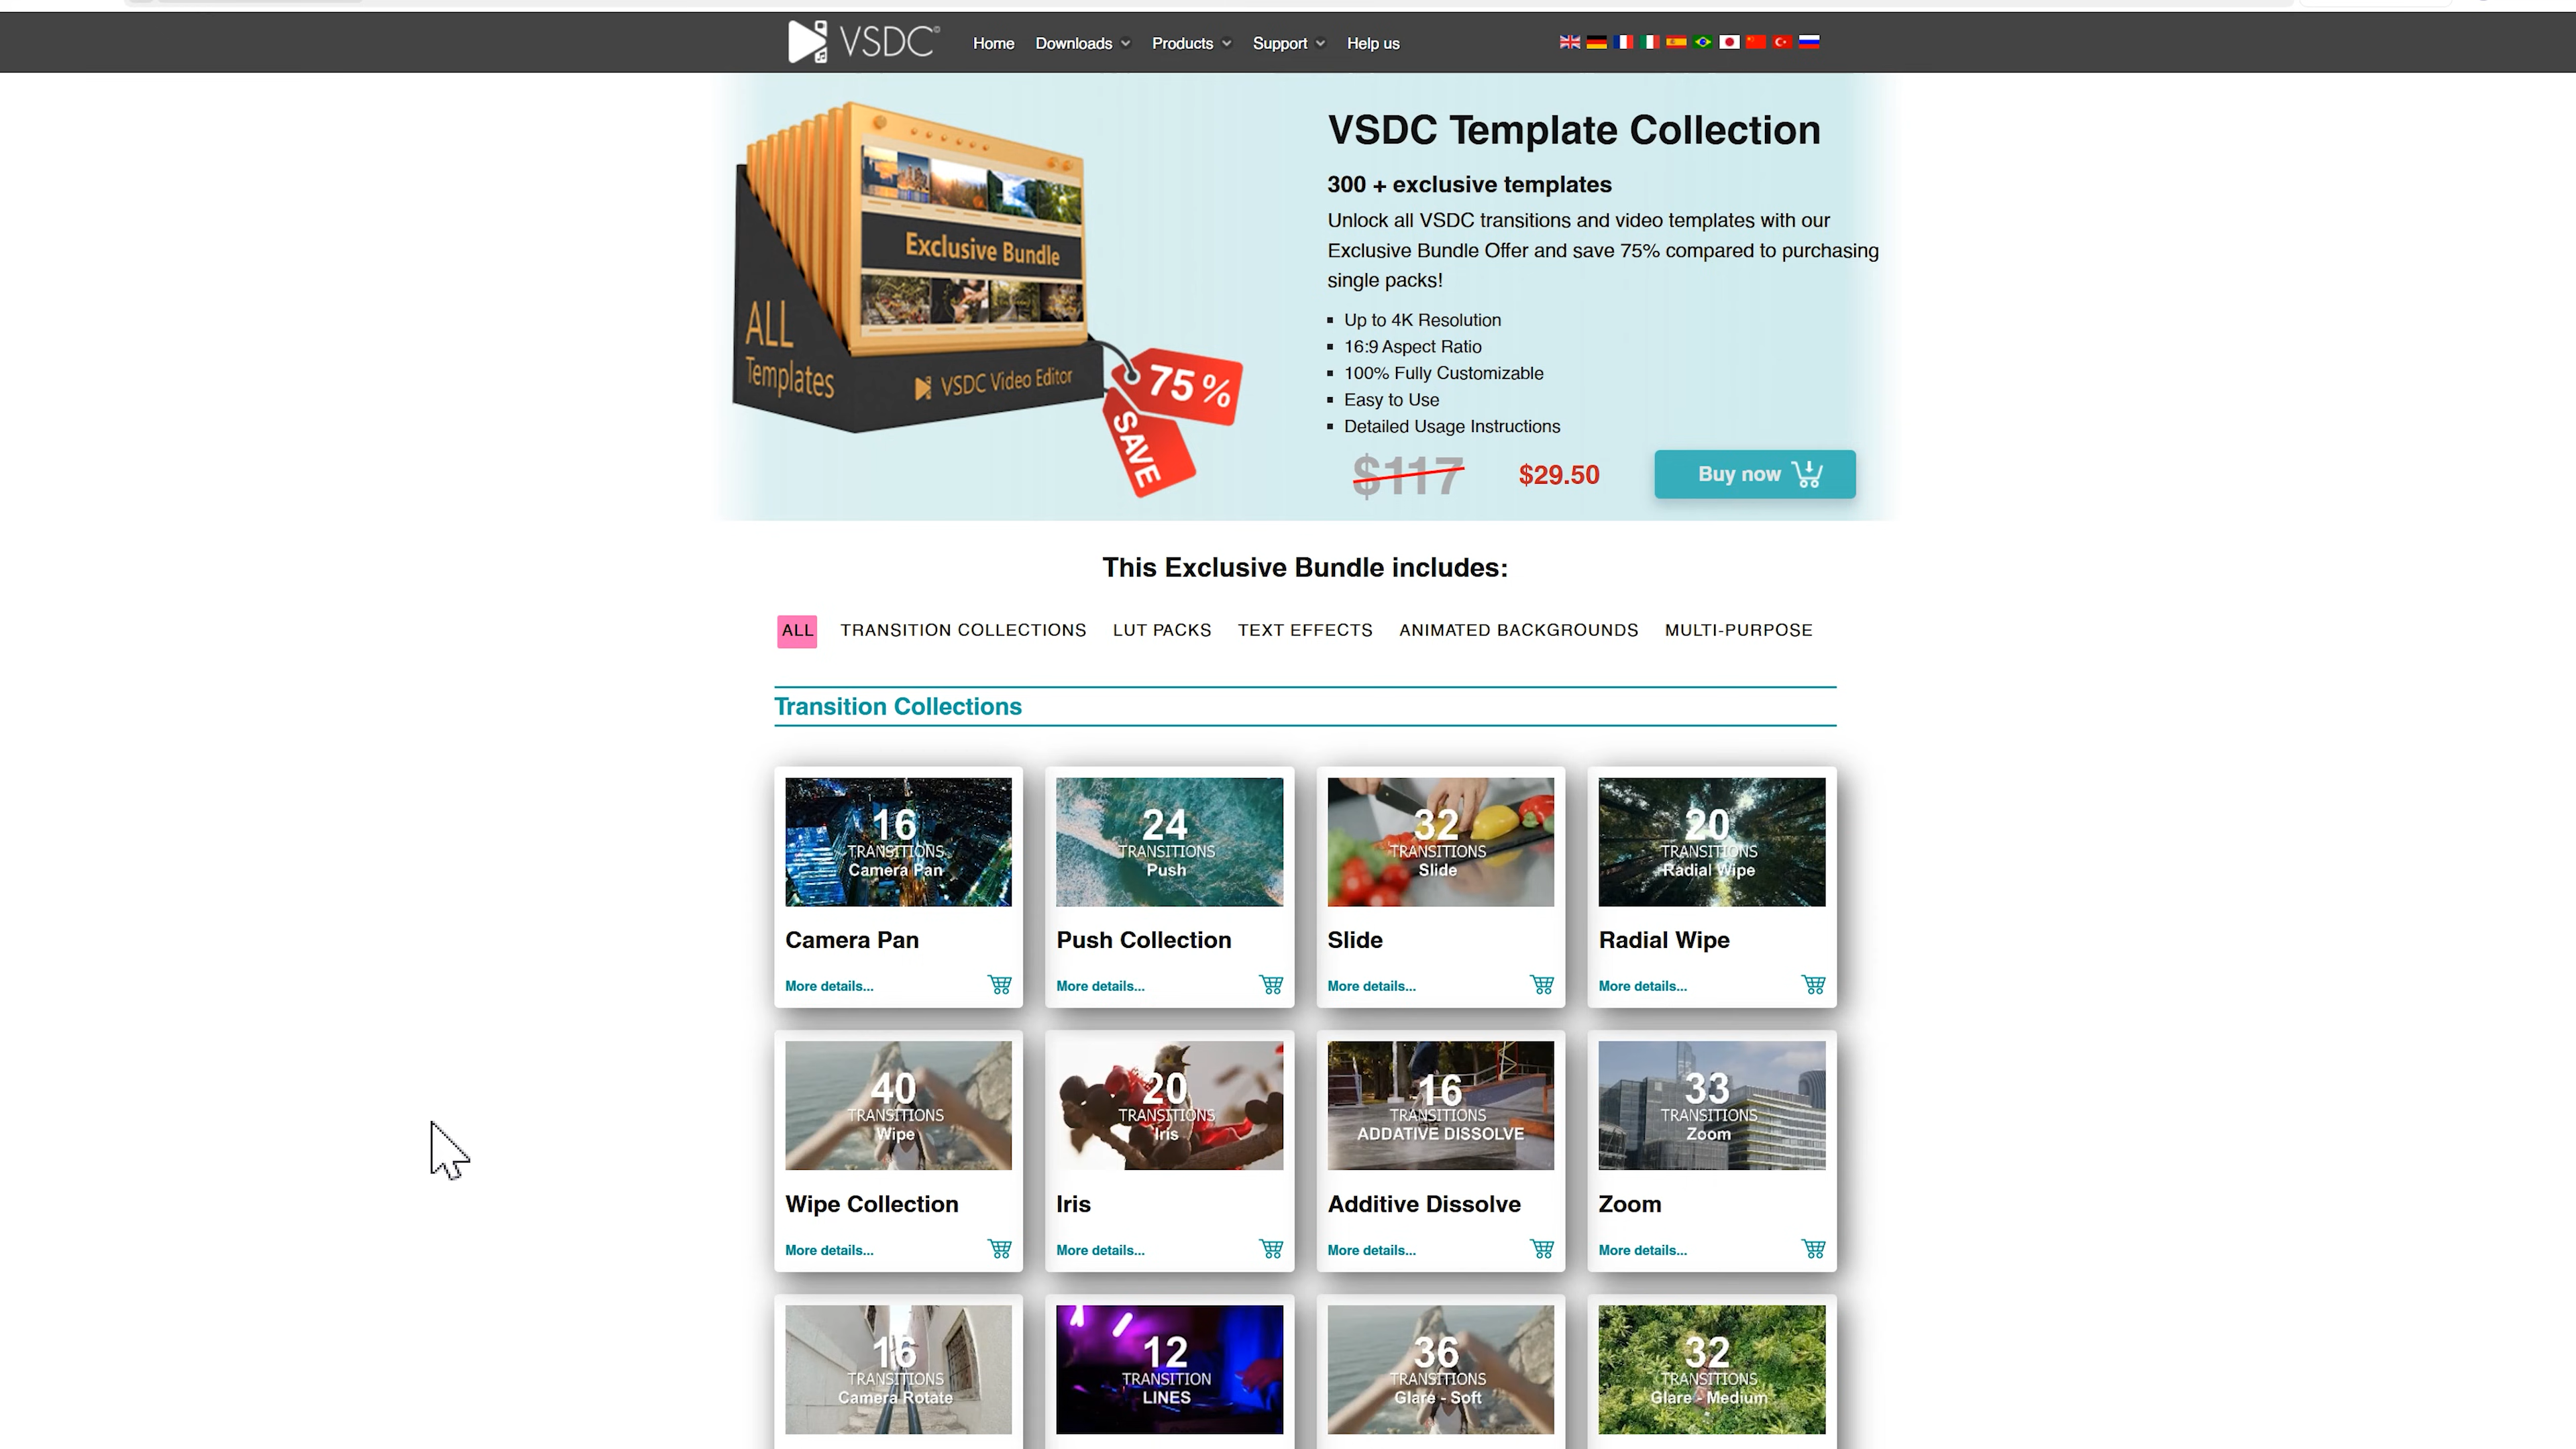 VSDC
Home Downloads Products Support Help us
ALL
Templates
Exclusive Bundle
VSDC Video Editor
75 %
SAVE
VSDC Template Collection
300 + exclusive templates
Unlock all VSDC transitions and video templates with our
Exclusive Bundle Offer and save 75% compared to purchasing
single packs!
Up to 4K Resolution
16:9 Aspect Ratio
100% Fully Customizable
Easy to Use
Detailed Usage Instructions
$117 $29.50 Buy now
This Exclusive Bundle includes:
ALL TRANSITION COLLECTIONS LUT PACKS TEXT EFFECTS ANIMATED BACKGROUNDS MULTI-PURPOSE
Transition Collections
16
TRANSITIONS
Camera Pan
Camera Pan
More details...
24
TRANSITIONS
Push
Push Collection
More details...
32
TRANSITIONS
Slide
Slide
More details...
20
TRANSITIONS
Radial Wipe
Radial Wipe
More details...
40
TRANSITIONS
Wipe
Wipe Collection
More details...
20
TRANSITIONS
Iris
Iris
More details...
16
TRANSITIONS
ADDATIVE DISSOLVE
Additive Dissolve
More details...
33
TRANSITIONS
Zoom
Zoom
More details...
16
TRANSITIONS
Camera Rotate
12
TRANSITION
LINES
36
TRANSITIONS
Glare - Soft
32
TRANSITIONS
Glare - Medium